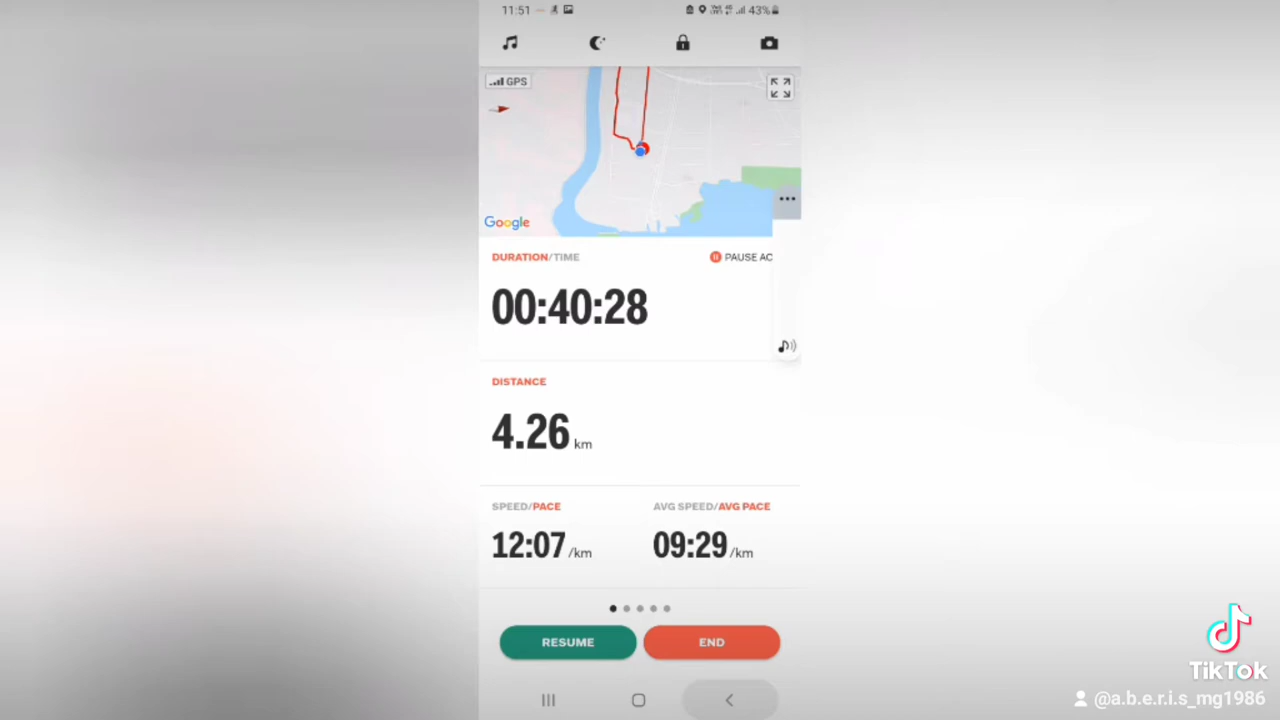 11:51
43%
GPS
Google
DURATION/TIME
PAUSE AC
00:40:28
DISTANCE
4.26 km
SPEED/PACE
AVG SPEED/AVG PACE
12:07 /km
09:29 /km
RESUME
END
TikTok
@a.b.e.r.i.s_mg1986